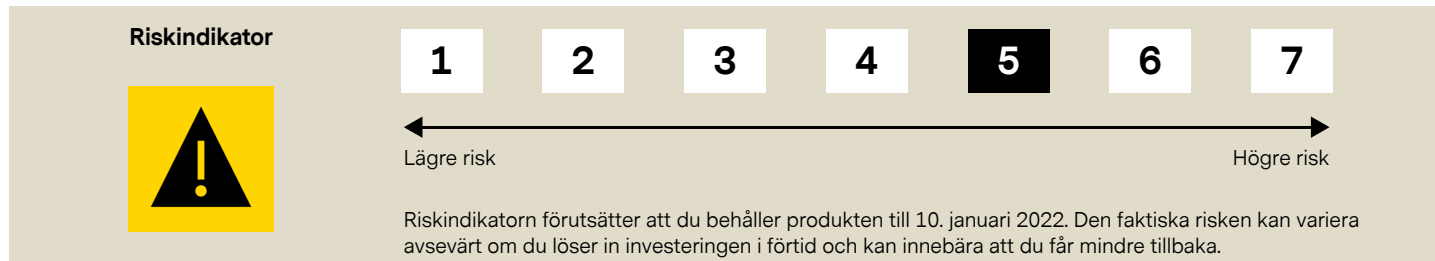 Riskindikator
1 2 3 4 5 6 7
Lägre risk Högre risk
Riskindikatorn förutsätter att du behåller produkten till 10. januari 2022. Den faktiska risken kan variera
avsevärt om du löser in investeringen i förtid och kan innebära att du får mindre tillbaka.